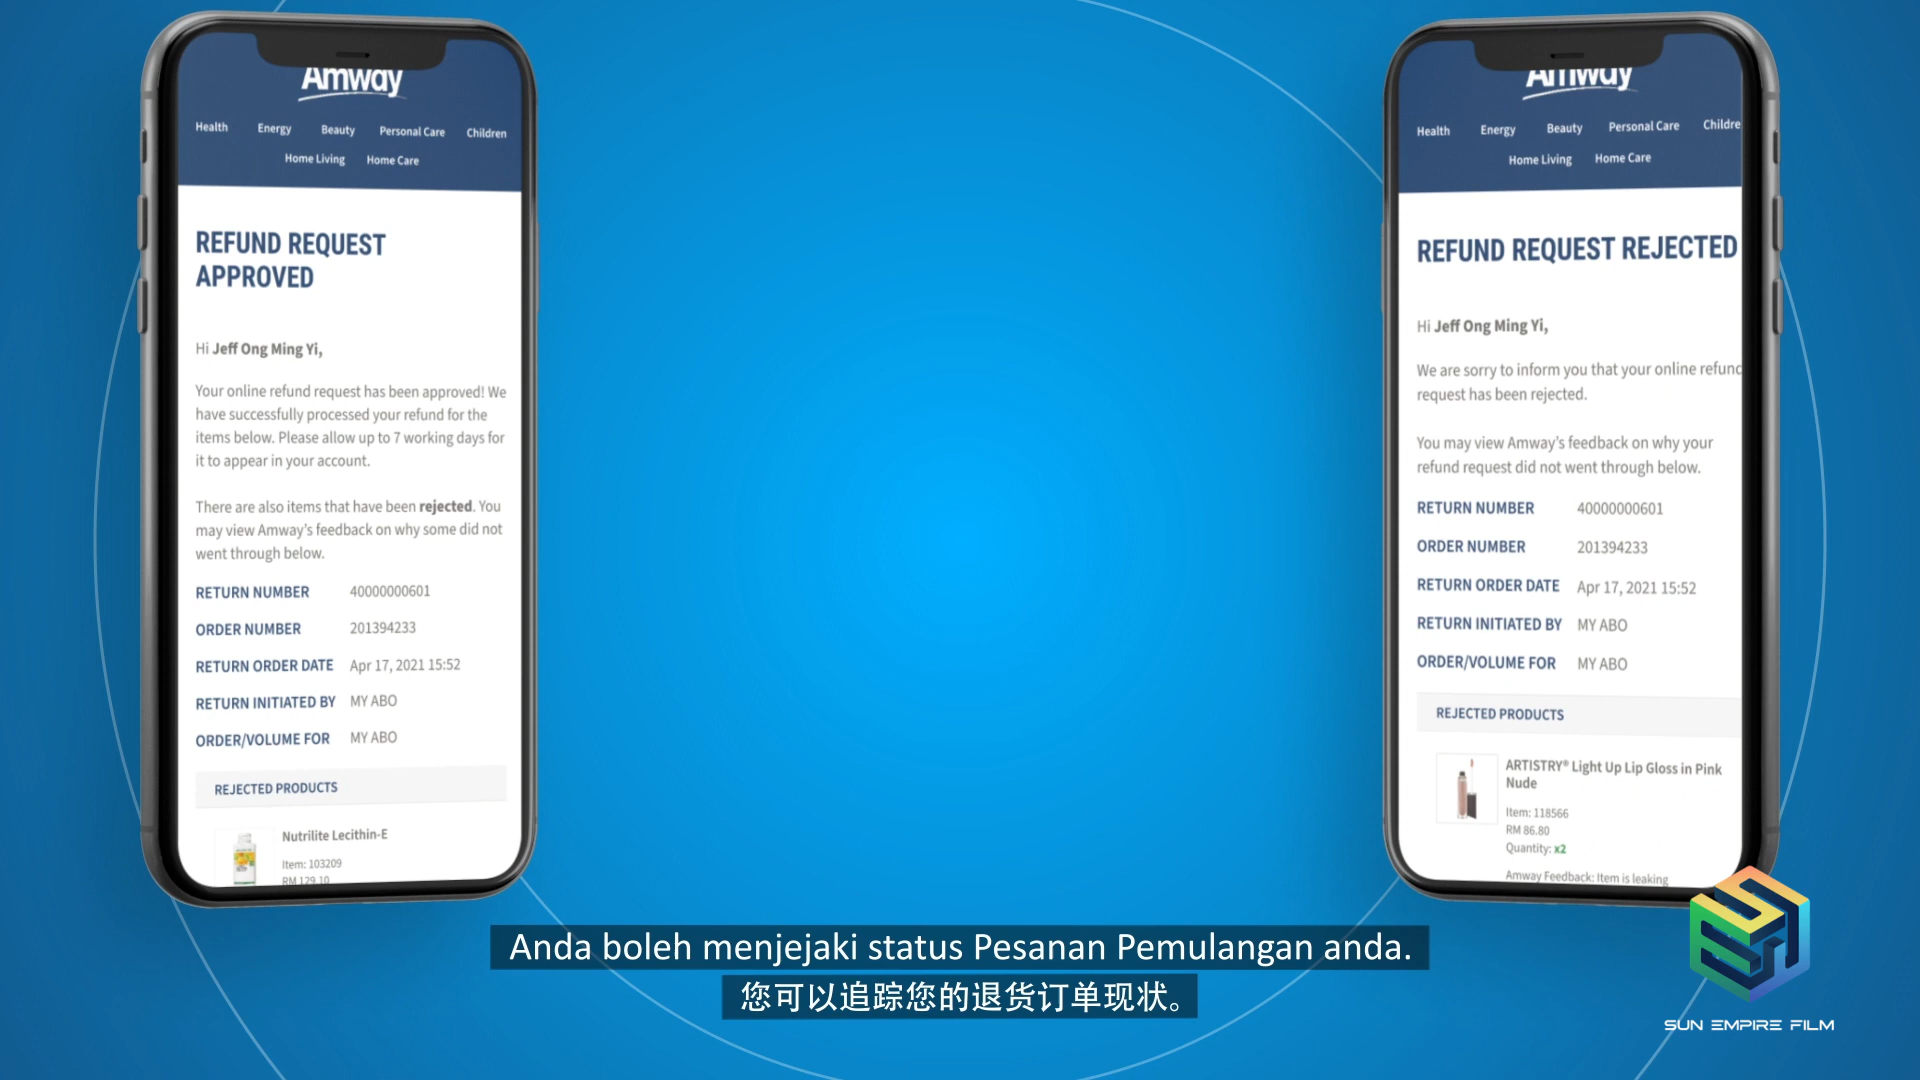 Amway
Health Energy Beauty Personal Care Children
Home Living Home Care
REFUND REQUEST
APPROVED
Hi Jeff Ong Ming Yi,
Your online refund request has been approved! We
have successfully processed your refund for the
items below. Please allow up to 7 working days for
it to appear in your account.
There are also items that have been rejected. You
may view Amway's feedback on why some did not
went through below.
RETURN NUMBER 40000000601
ORDER NUMBER 201394233
RETURN ORDER DATE Apr 17, 2021 15:52
RETURN INITIATED BY MY ABO
ORDER/VOLUME FOR MY ABO
REJECTED PRODUCTS
Nutrilite Lecithin-E
Item: 103209
RM 129.10
Amway
Health Energy Beauty Personal Care Childre
Home Living Home Care
REFUND REQUEST REJECTED
Hi Jeff Ong Ming Yi,
We are sorry to inform you that your online refund
request has been rejected.
You may view Amway's feedback on why your
refund request did not went through below.
RETURN NUMBER 40000000601
ORDER NUMBER 201394233
RETURN ORDER DATE Apr 17, 2021 15:52
RETURN INITIATED BY MY ABO
ORDER/VOLUME FOR MY ABO
REJECTED PRODUCTS
ARTISTRY® Light Up Lip Gloss in Pink
Nude
Item: 118566
RM 86.80
Quantity: x2
Amway Feedback: Item is leaking
Anda boleh menjejaki status Pesanan Pemulangan anda.
您可以追踪您的退货订单现状。
SUN EMPIRE FILM